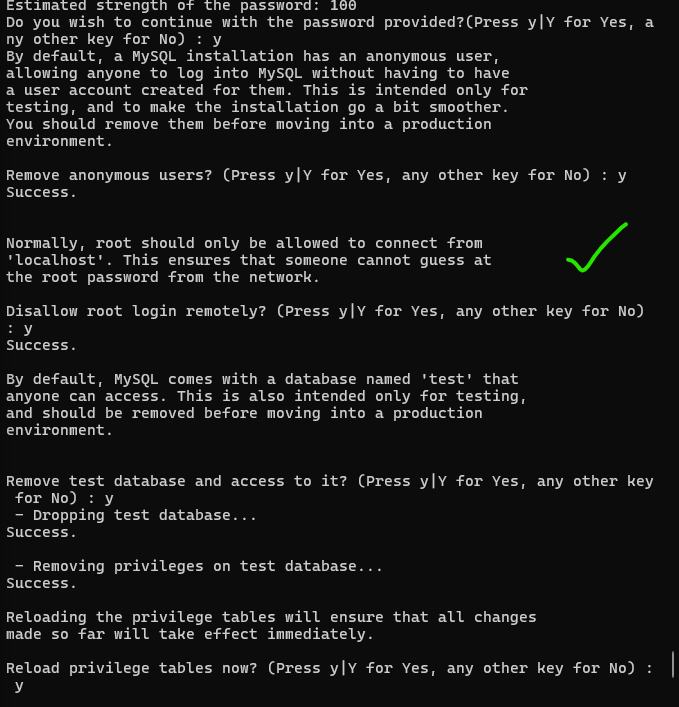 Estimated strength of the password: 100
Do you wish to continue with the password provided?(Press y|Y for Yes, a
ny other key for No) : y
By default, a MySQL installation has an anonymous user,
allowing anyone to log into MySQL without having to have
a user account created for them. This is intended only for
testing, and to make the installation go a bit smoother.
You should remove them before moving into a production
environment.
Remove anonymous users? (Press y|Y for Yes, any other key for No) : y
Success.
Normally, root should only be allowed to connect from
'localhost'. This ensures that someone cannot guess at
the root password from the network.
Disallow root login remotely? (Press y|Y for Yes, any other key for No)
: y
Success.
By default, MySQL comes with a database named 'test' that
anyone can access. This is also intended only for testing,
and should be removed before moving into a production
environment.
Remove test database and access to it? (Press y|Y for Yes, any other key
for No) : y
- Dropping test database...
Success.
- Removing privileges on test database...
Success.
Reloading the privilege tables will ensure that all changes
made so far will take effect immediately.
Reload privilege tables now? (Press y|Y for Yes, any other key for No) :
y